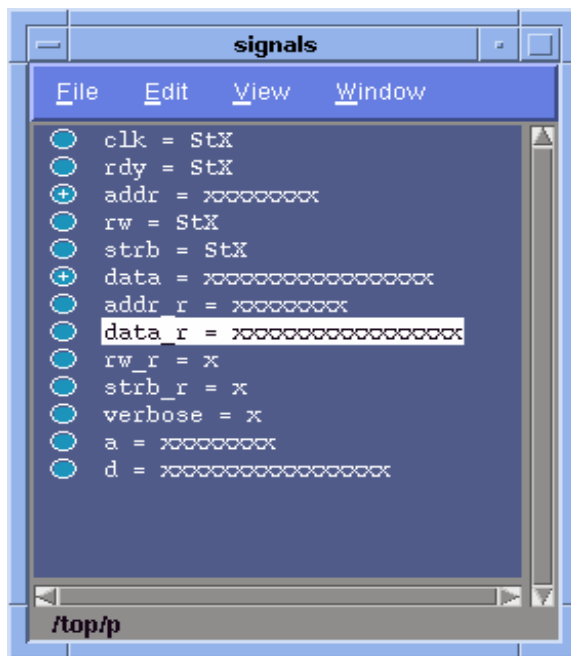 signals
File Edit View Window
clk = StX
rdy = StX
addr = xxxxxxxx
rw = StX
strb = StX
data = xxxxxxxxxxxxxxxx
addr_r = xxxxxxxx
data_r = xxxxxxxxxxxxxxxx
rw_r = x
strb_r = x
verbose = x
a = xxxxxxxx
d = xxxxxxxxxxxxxxxx
/top/p